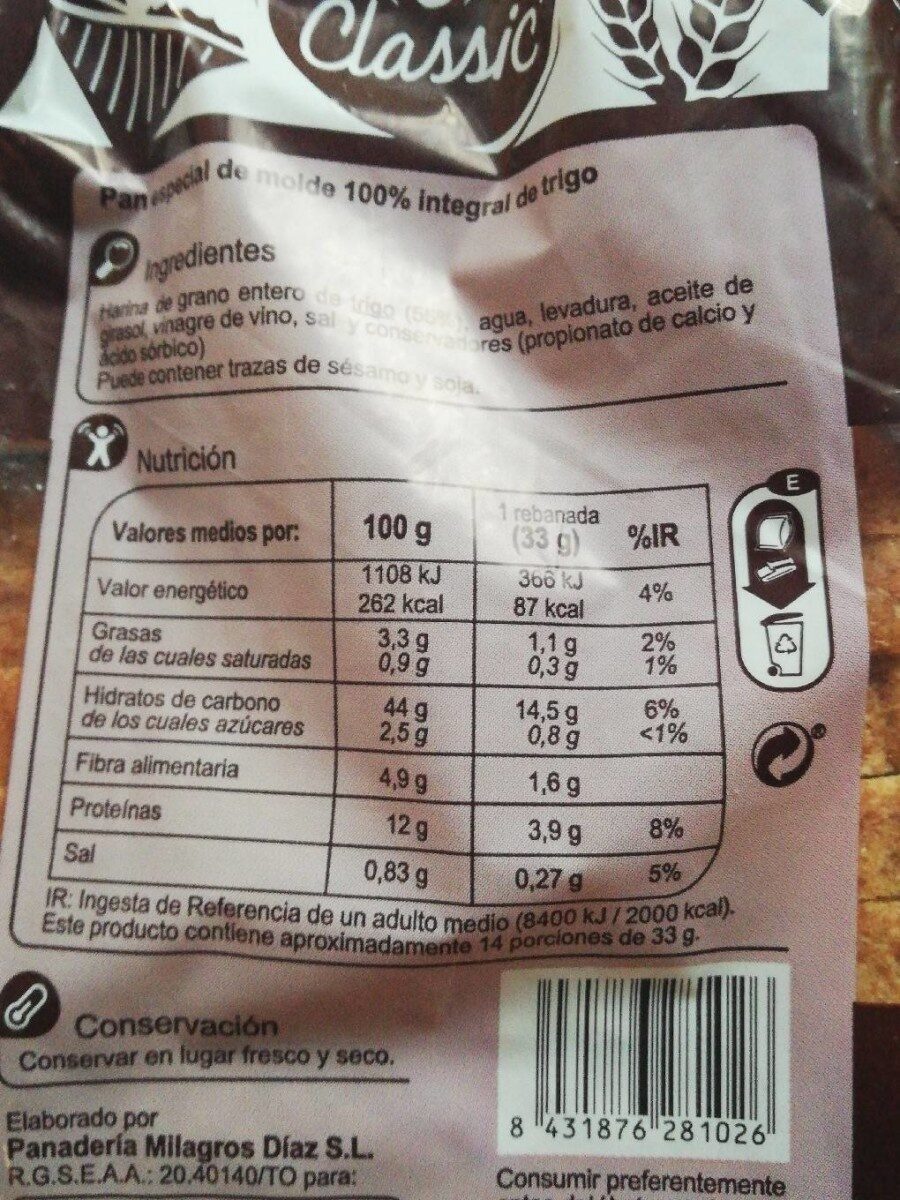 Classic
Pan especial de molde 100% integral de trigo
Ingredientes
Harina de grano entero de trigo (56%), agua, levadura, aceite de
girasol, vinagre de vino, sal y conservadores (propionato de calcio y
ácido sórbico)
Puede contener trazas de sésamo y soja.
Nutrición
Valores medios por: 100 g 1 rebanada (33 g) %IR
Valor energético 1108 kJ 366 kJ 4%
262 kcal 87 kcal
Grasas 3,3 g 1,1 g 2%
de las cuales saturadas 0,9 g 0,3 g 1%
Hidratos de carbono 44 g 14,5 g 6%
de los cuales azúcares 2,5 g 0,8 g <1%
Fibra alimentaria 4,9 g 1,6 g
Proteínas 12 g 3,9 g 8%
Sal 0,83 g 0,27 g 5%
IR: Ingesta de Referencia de un adulto medio (8400 kJ / 2000 kcal).
Este producto contiene aproximadamente 14 porciones de 33 g.
E
®
Conservación
Conservar en lugar fresco y seco.
Elaborado por
Panadería Milagros Díaz S.L.
R.G.S.E.A.A.: 20.40140/TO para:
8 431876 281026
Consumir preferentemente